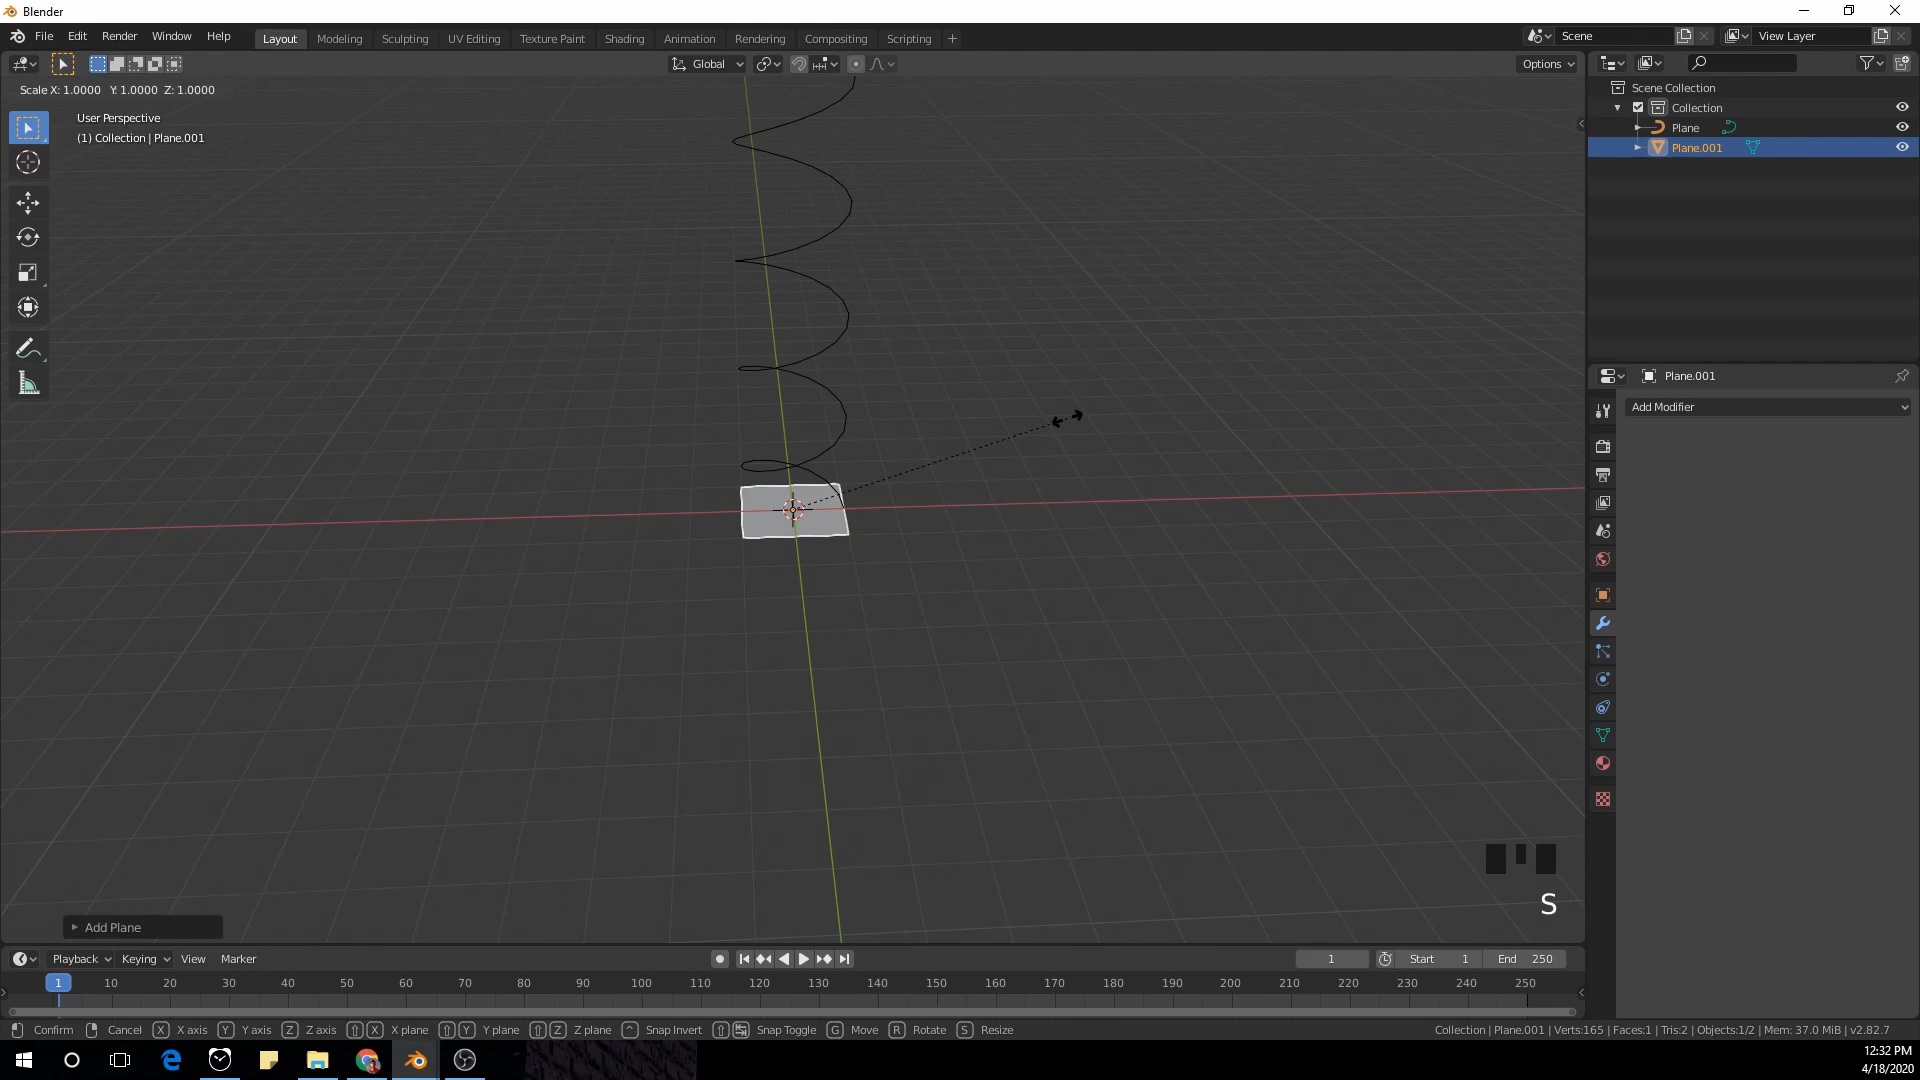 Blender
File Edit Render Window Help
Layout Modeling Sculpting UV Editing Texture Paint Shading Animation Rendering Compositing Scripting +
Scene View Layer
Global
Options
Scale X: 1.0000 Y: 1.0000 Z: 1.0000
User Perspective
(1) Collection | Plane.001
Scene Collection
Collection
Plane
Plane.001
Plane.001
Add Modifier
S
Add Plane
Playback Keying View Marker
1 Start 1 End 250
1 10 20 30 40 50 60 70 80 90 100 110 120 130 140 150 160 170 180 190 200 210 220 230 240 250
Confirm Cancel X X axis Y Y axis Z Z axis X X plane Y Y plane Z Z plane ^ Snap Invert Snap Toggle G Move R Rotate S Resize
Collection | Plane.001 | Verts:165 | Faces:1 | Tris:2 | Objects:1/2 | Mem: 37.0 MiB | v2.82.7
12:32 PM
4/18/2020